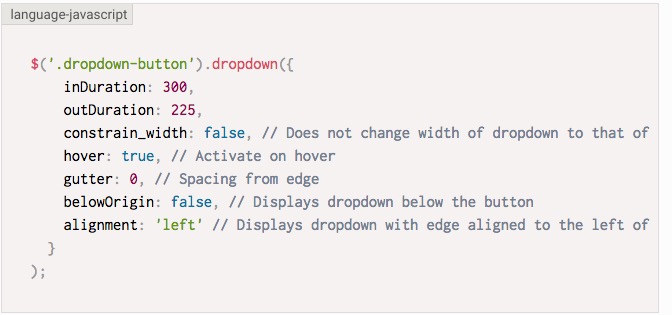 language-javascript
$('.dropdown-button').dropdown({
inDuration: 300,
outDuration: 225,
constrain_width: false, // Does not change width of dropdown to that of
hover: true, // Activate on hover
gutter: 0, // Spacing from edge
belowOrigin: false, // Displays dropdown below the button
alignment: 'left' // Displays dropdown with edge aligned to the left of
}
);